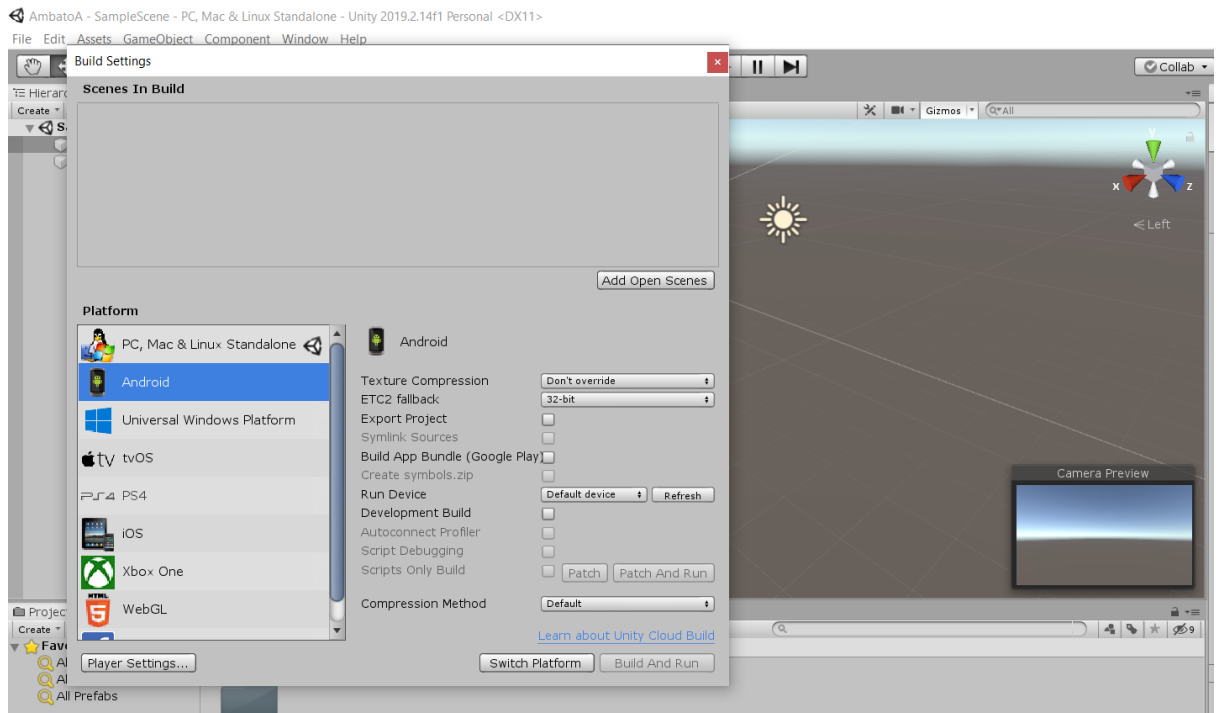 AmbatoA - SampleScene - PC, Mac & Linux Standalone - Unity 2019.2.14f1 Personal <DX11>
File Edit Assets GameObject Component Window Help
Build Settings
Collab
Scenes In Build
Create
Gizmos
All
y
x
z
Left
Add Open Scenes
Platform
PC, Mac & Linux Standalone
Android
Universal Windows Platform
tvOS
PS4
iOS
Xbox One
HTML
WebGL
Android
Texture Compression Don't override
ETC2 fallback 32-bit
Export Project
Symlink Sources
Build App Bundle (Google Play)
Create symbols.zip
Run Device Default device Refresh
Development Build
Autoconnect Profiler
Script Debugging
Scripts Only Build Patch Patch And Run
Compression Method Default
Learn about Unity Cloud Build
Player Settings... Switch Platform Build And Run
Camera Preview
Create
9
All Prefabs